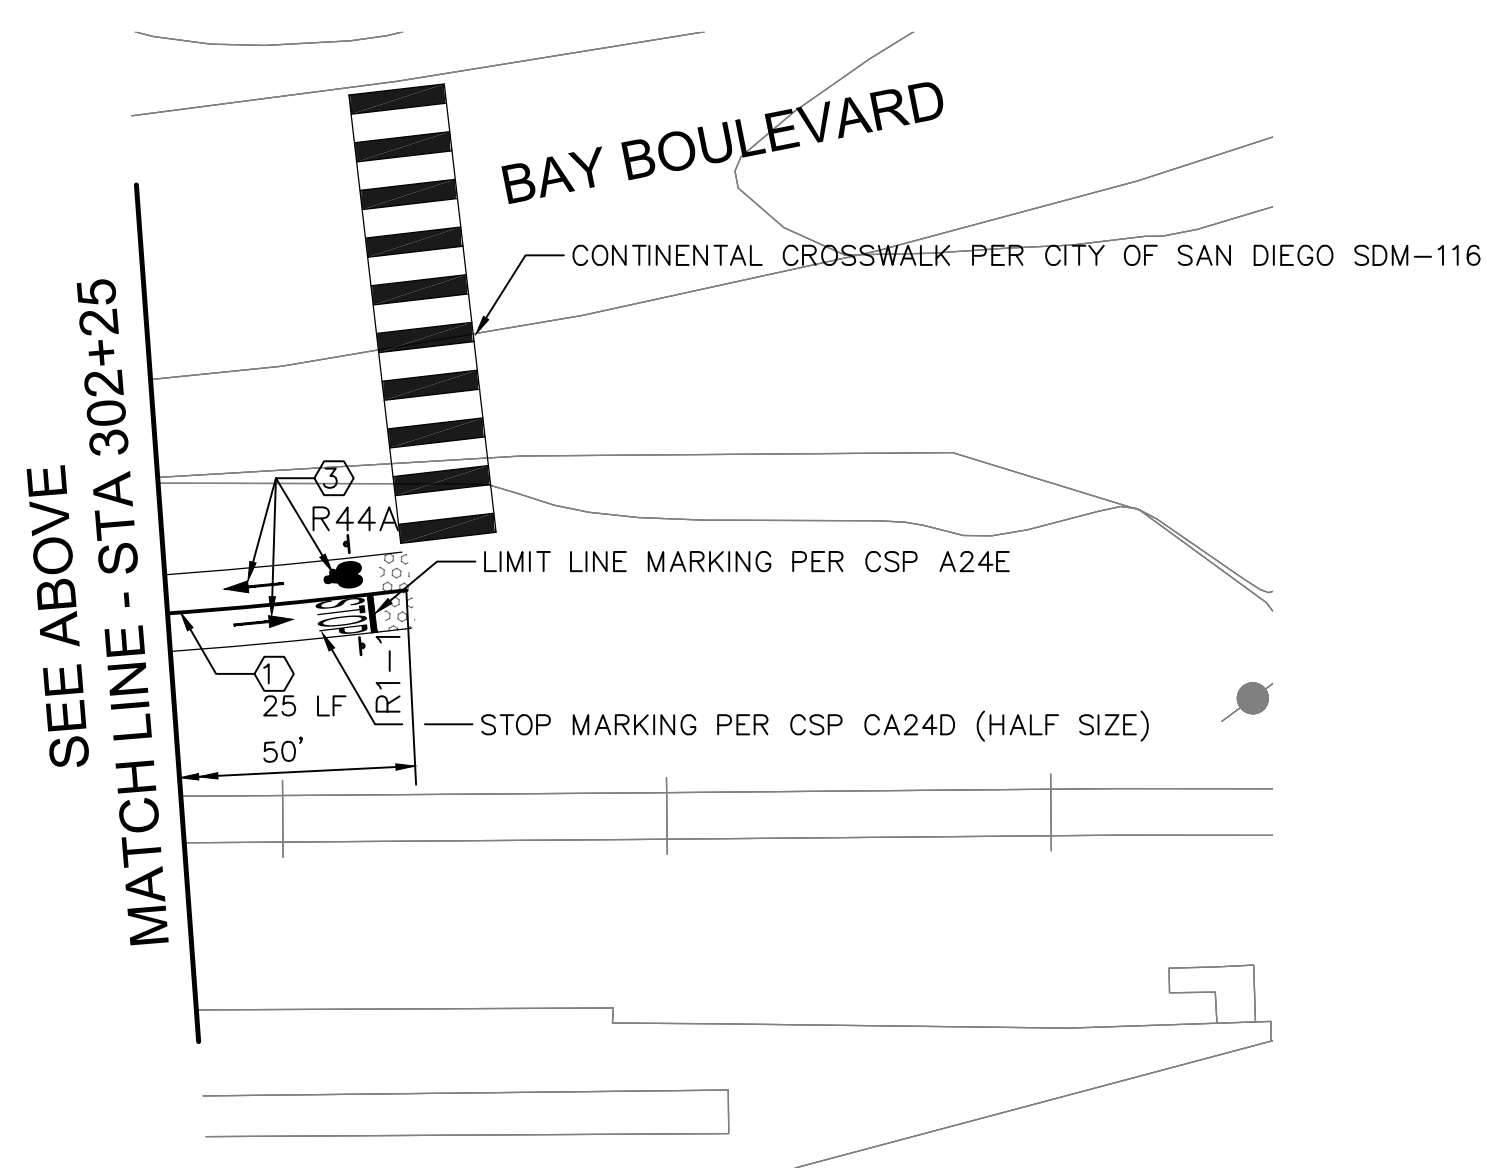 BAY BOULEVARD
CONTINENTAL CROSSWALK PER CITY OF SAN DIEGO SDM-116
SEE ABOVE
MATCH LINE - STA 302+25
3
R44A
LIMIT LINE MARKING PER CSP A24E
STOP
R1-1
1
25 LF
STOP MARKING PER CSP CA24D (HALF SIZE)
50'